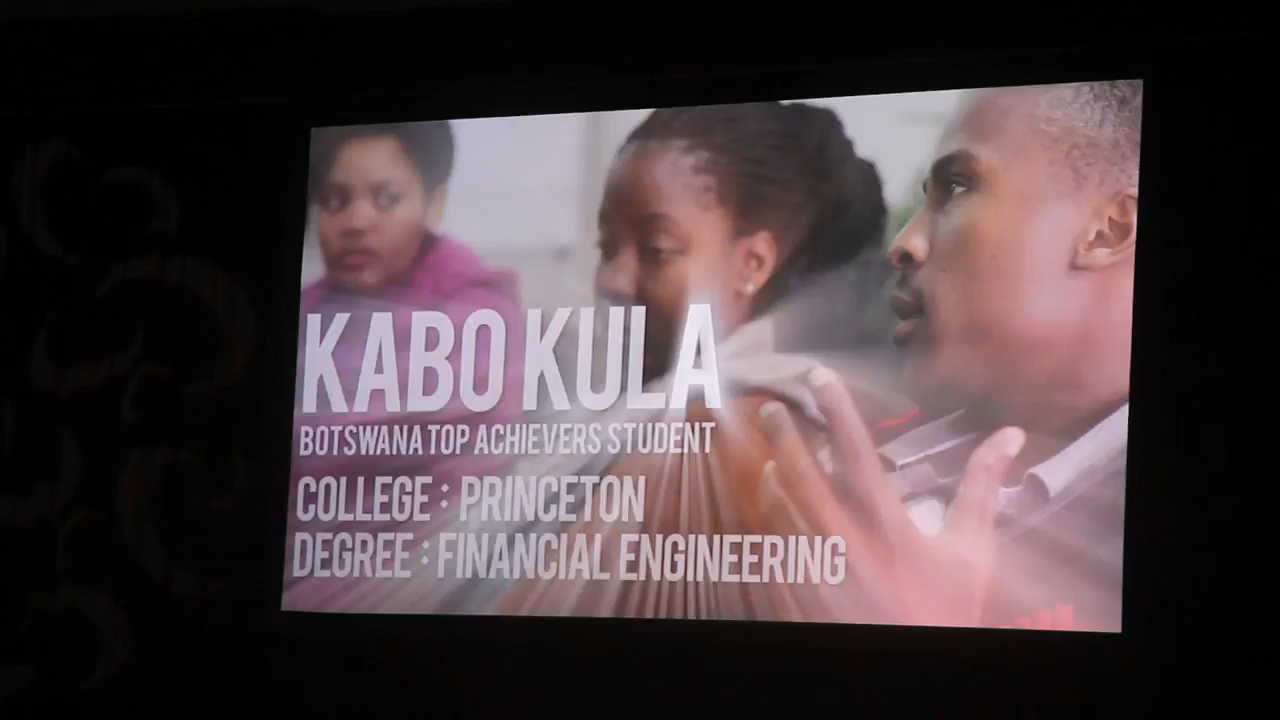 KABO KULA
BOTSWANA TOP ACHIEVERS STUDENT
COLLEGE : PRINCETON
DEGREE : FINANCIAL ENGINEERING